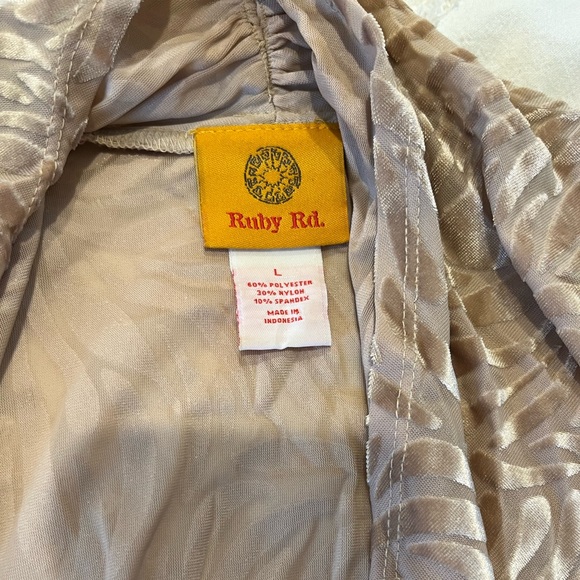 Ruby Rd.
L
60% POLYESTER
30% NYLON
10% SPANDEX
MADE IN
INDONESIA